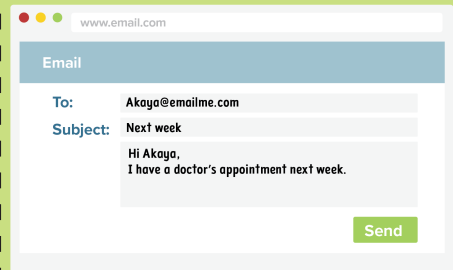 www.email.com
Email
To: Akaya@emailme.com
Subject: Next week
Hi Akaya,
I have a doctor's appointment next week.
Send